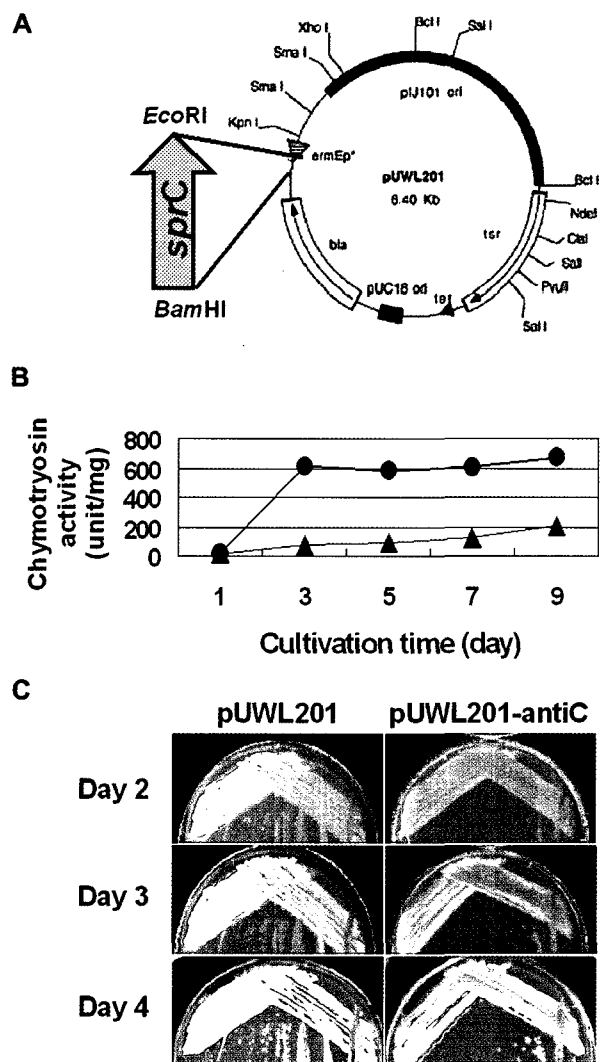 A
Xho I
Sma I
Sma I
Kpn I
Bcl I
Sal I
pIJ101 ori
EcoRI
ermEp*
pUWL201
6.40 Kb
Bcl I
NdeI
ClaI
SalI
PvuII
Sal I
tsr
sprC
bla
pUC18 ori
BamHI
B
Chymotryosin
activity
(unit/mg)
800
600
400
200
0
1 3 5 7 9
Cultivation time (day)
C
pUWL201 pUWL201-antiC
Day 2
Day 3
Day 4